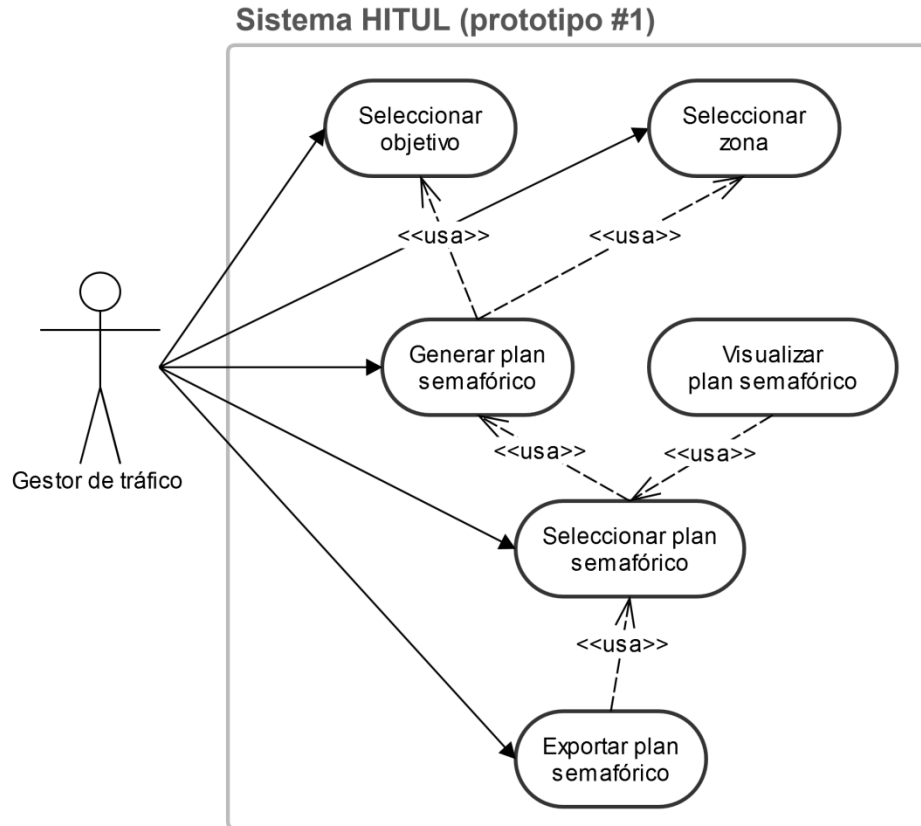 Sistema HITUL (prototipo #1)
Seleccionar
objetivo
Seleccionar
zona
<<usa>>
<<usa>>
Generar plan
semafórico
Visualizar
plan semafórico
Gestor de tráfico
<<usa>>
<<usa>>
Seleccionar plan
semafórico
<<usa>>
Exportar plan
semafórico